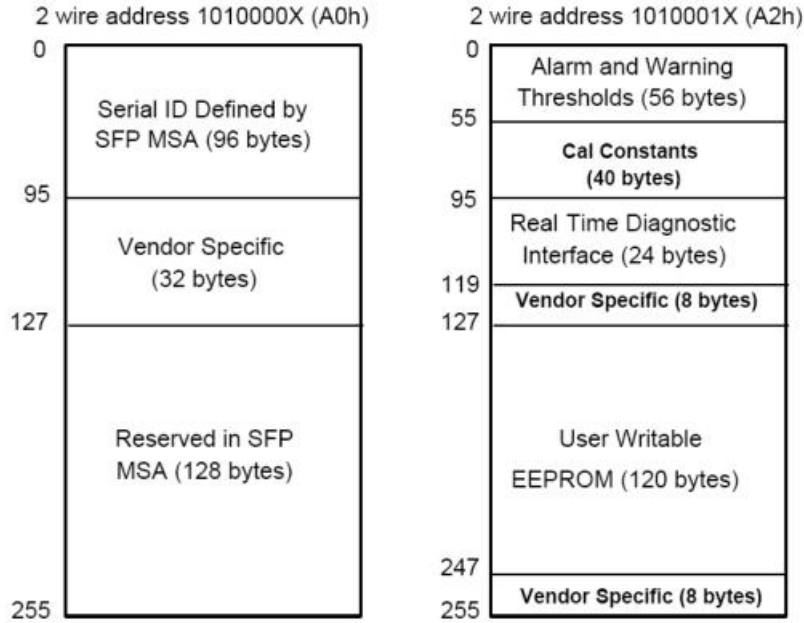 2 wire address 1010000X (A0h)
0
Serial ID Defined by
SFP MSA (96 bytes)
95
Vendor Specific
(32 bytes)
127
Reserved in SFP
MSA (128 bytes)
255
2 wire address 1010001X (A2h)
0
Alarm and Warning
Thresholds (56 bytes)
55
Cal Constants
(40 bytes)
95
Real Time Diagnostic
Interface (24 bytes)
119
Vendor Specific (8 bytes)
127
User Writable
EEPROM (120 bytes)
247
Vendor Specific (8 bytes)
255